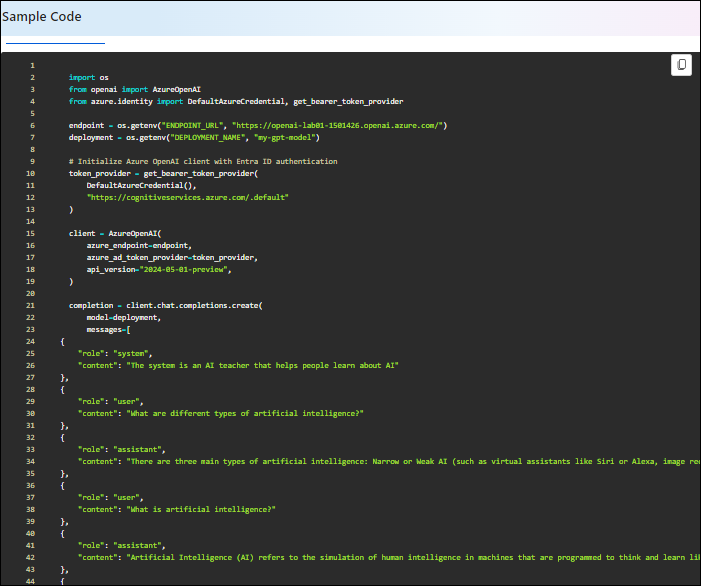 Sample Code
1
2 import os
3 from openai import AzureOpenAI
4 from azure.identity import DefaultAzureCredential, get_bearer_token_provider
5
6 endpoint = os.getenv("ENDPOINT_URL", "https://openai-lab01-1501426.openai.azure.com/")
7 deployment = os.getenv("DEPLOYMENT_NAME", "my-gpt-model")
8
9 # Initialize Azure OpenAI client with Entra ID authentication
10 token_provider = get_bearer_token_provider(
11 DefaultAzureCredential(),
12 "https://cognitiveservices.azure.com/.default"
13 )
14
15 client = AzureOpenAI(
16 azure_endpoint=endpoint,
17 azure_ad_token_provider=token_provider,
18 api_version="2024-05-01-preview",
19 )
20
21 completion = client.chat.completions.create(
22 model=deployment,
23 messages=[
24 {
25 "role": "system",
26 "content": "The system is an AI teacher that helps people learn about AI"
27 },
28 {
29 "role": "user",
30 "content": "What are different types of artificial intelligence?"
31 },
32 {
33 "role": "assistant",
34 "content": "There are three main types of artificial intelligence: Narrow or Weak AI (such as virtual assistants like Siri or Alexa, image
35 },
36 {
37 "role": "user",
38 "content": "What is artificial intelligence?"
39 },
40 {
41 "role": "assistant",
42 "content": "Artificial Intelligence (AI) refers to the simulation of human intelligence in machines that are programmed to think and learn
43 },
44 {